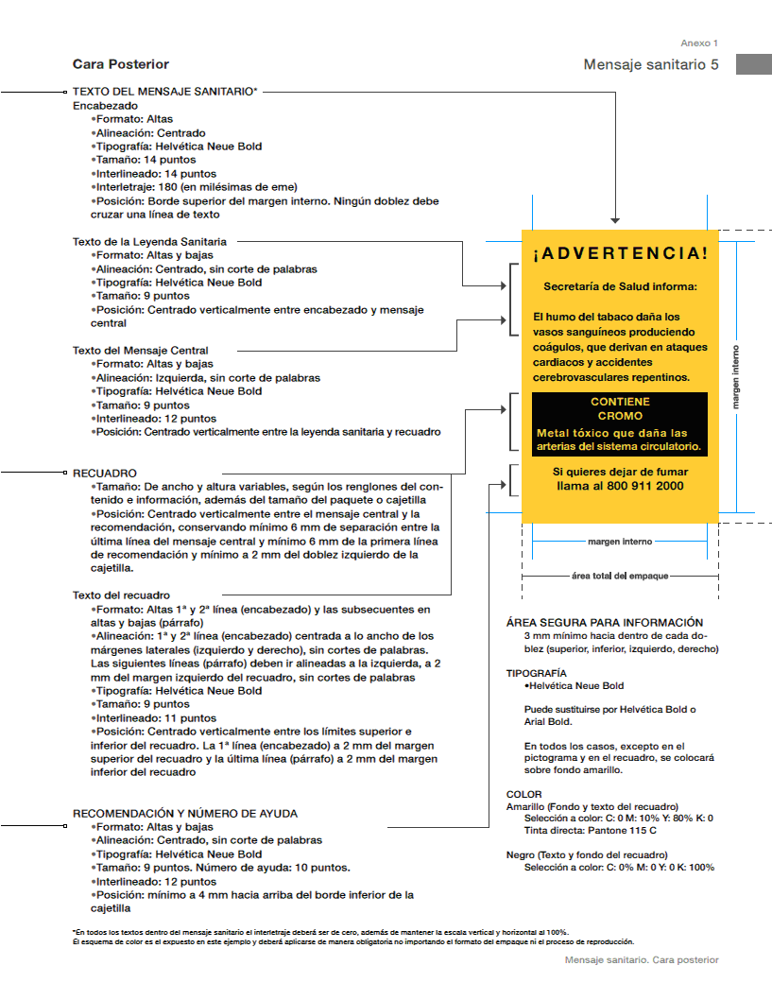 Anexo 1
Cara Posterior
Mensaje sanitario 5
TEXTO DEL MENSAJE SANITARIO*
Encabezado
•Formato: Altas
•Alineación: Centrado
•Tipografía: Helvética Neue Bold
•Tamaño: 14 puntos
•Interlineado: 14 puntos
•Interletraje: 180 (en milésimas de eme)
•Posición: Borde superior del margen interno. Ningún doblez debe
cruzar una línea de texto
Texto de la Leyenda Sanitaria
•Formato: Altas y bajas
•Alineación: Centrado, sin corte de palabras
•Tipografía: Helvética Neue Bold
•Tamaño: 9 puntos
•Posición: Centrado verticalmente entre encabezado y mensaje
central
Texto del Mensaje Central
•Formato: Altas y bajas
•Alineación: Izquierda, sin corte de palabras
•Tipografía: Helvética Neue Bold
•Tamaño: 9 puntos
•Interlineado: 12 puntos
•Posición: Centrado verticalmente entre la leyenda sanitaria y recuadro
RECUADRO
•Tamaño: De ancho y altura variables, según los renglones del con-
tenido e información, además del tamaño del paquete o cajetilla
•Posición: Centrado verticalmente entre el mensaje central y la
recomendación, conservando mínimo 6 mm de separación entre la
última línea del mensaje central y mínimo 6 mm de la primera línea
de recomendación y mínimo a 2 mm del doblez izquierdo de la
cajetilla.
Texto del recuadro
•Formato: Altas 1ª y 2ª línea (encabezado) y las subsecuentes en
altas y bajas (párrafo)
•Alineación: 1ª y 2ª línea (encabezado) centrada a lo ancho de los
márgenes laterales (izquierdo y derecho), sin cortes de palabras.
Las siguientes líneas (párrafo) deben ir alineadas a la izquierda, a 2
mm del margen izquierdo del recuadro, sin cortes de palabras
•Tipografía: Helvética Neue Bold
•Tamaño: 9 puntos
•Interlineado: 11 puntos
•Posición: Centrado verticalmente entre los límites superior e
inferior del recuadro. La 1ª línea (encabezado) a 2 mm del margen
superior del recuadro y la última línea (párrafo) a 2 mm del margen
inferior del recuadro
RECOMENDACIÓN Y NÚMERO DE AYUDA
•Formato: Altas y bajas
•Alineación: Centrado, sin corte de palabras
•Tipografía: Helvética Neue Bold
•Tamaño: 9 puntos. Número de ayuda: 10 puntos.
•Interlineado: 12 puntos
•Posición: mínimo a 4 mm hacia arriba del borde inferior de la
cajetilla
¡ADVERTENCIA!
Secretaría de Salud informa:
El humo del tabaco daña los
vasos sanguíneos produciendo
coágulos, que derivan en ataques
cardiacos y accidentes
cerebrovasculares repentinos.
CONTIENE
CROMO
Metal tóxico que daña las
arterias del sistema circulatorio.
Si quieres dejar de fumar
llama al 800 911 2000
margen interno
margen interno
área total del empaque
ÁREA SEGURA PARA INFORMACIÓN
3 mm mínimo hacia dentro de cada do-
blez (superior, inferior, izquierdo, derecho)
TIPOGRAFÍA
•Helvética Neue Bold
Puede sustituirse por Helvética Bold o
Arial Bold.
En todos los casos, excepto en el
pictograma y en el recuadro, se colocará
sobre fondo amarillo.
COLOR
Amarillo (Fondo y texto del recuadro)
Selección a color: C: 0 M: 10% Y: 80% K: 0
Tinta directa: Pantone 115 C
Negro (Texto y fondo del recuadro)
Selección a color: C: 0% M: 0 Y: 0 K: 100%
*En todos los textos dentro del mensaje sanitario el interletraje deberá ser de cero, además de mantener la escala vertical y horizontal al 100%.
El esquema de color es el expuesto en este ejemplo y deberá aplicarse de manera obligatoria no importando el formato del empaque ni el proceso de reproducción.
Mensaje sanitario. Cara posterior